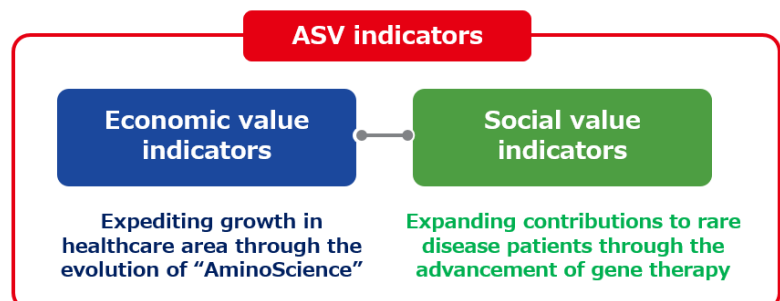 ASV indicators
Economic value
indicators
Social value
indicators
Expediting growth in
healthcare area through the
evolution of “AminoScience”
Expanding contributions to rare
disease patients through the
advancement of gene therapy